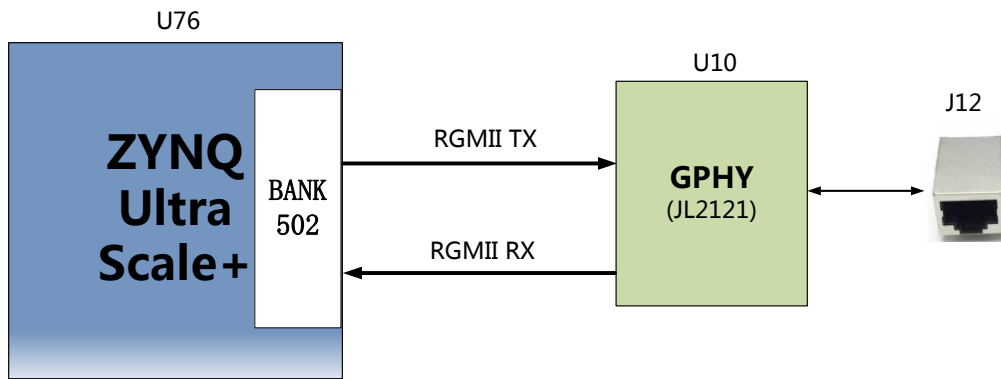 U76
U10
J12
ZYNQ
Ultra
Scale+
BANK
502
RGMII TX
RGMII RX
GPHY
(JL2121)